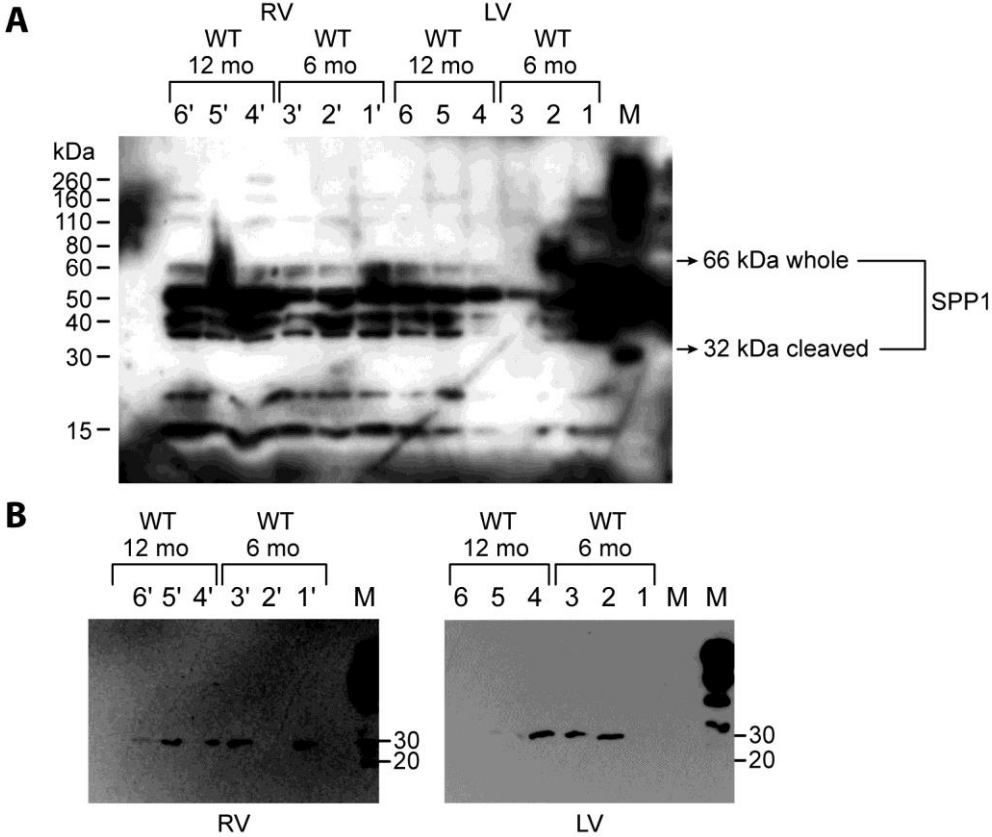 A
RV LV
WT WT WT WT
12 mo 6 mo 12 mo 6 mo
6' 5' 4' 3' 2' 1' 6 5 4 3 2 1 M
kDa
260
160
110
80
60
50
40
30
15
66 kDa whole
SPP1
32 kDa cleaved
B
WT WT
12 mo 6 mo
6' 5' 4' 3' 2' 1' M
30
20
RV
WT WT
12 mo 6 mo
6 5 4 3 2 1 M M
30
20
LV